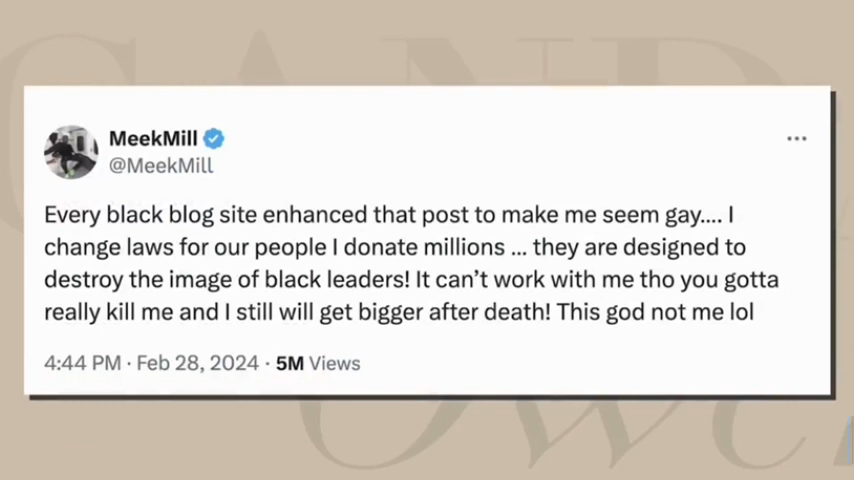 CAND
MeekMill
@MeekMill
Every black blog site enhanced that post to make me seem gay.... I
change laws for our people I donate millions ... they are designed to
destroy the image of black leaders! It can't work with me tho you gotta
really kill me and I still will get bigger after death! This god not me lol
4:44 PM · Feb 28, 2024 · 5M Views
Owe